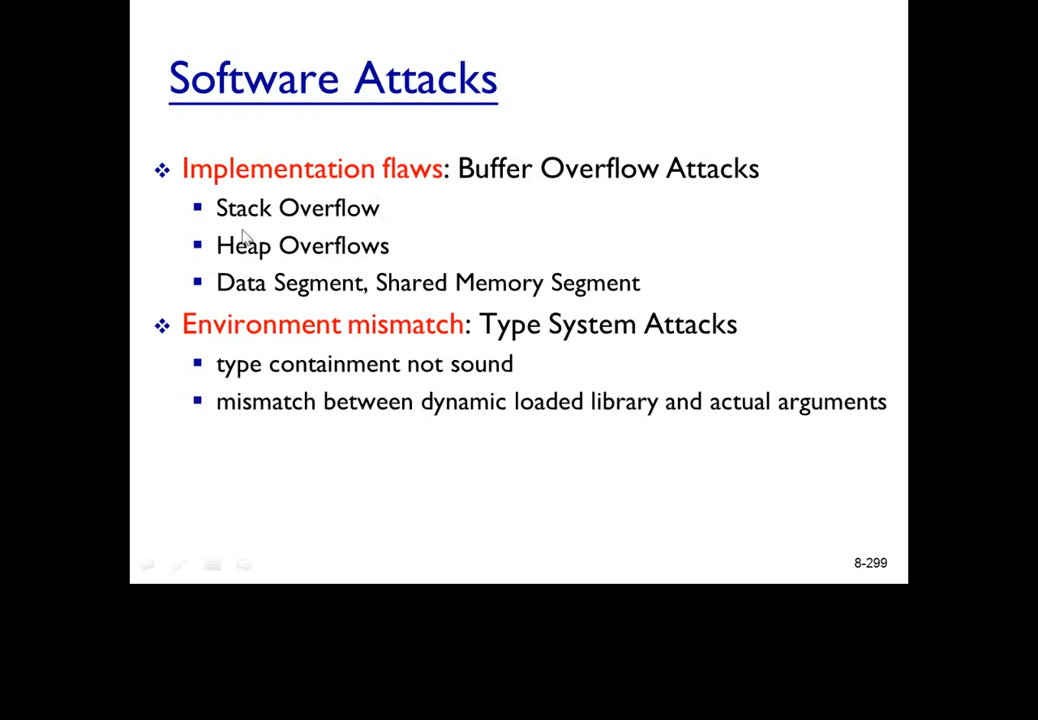 Software Attacks
Implementation flaws: Buffer Overflow Attacks
Stack Overflow
Heap Overflows
Data Segment, Shared Memory Segment
Environment mismatch: Type System Attacks
type containment not sound
mismatch between dynamic loaded library and actual arguments
8-299